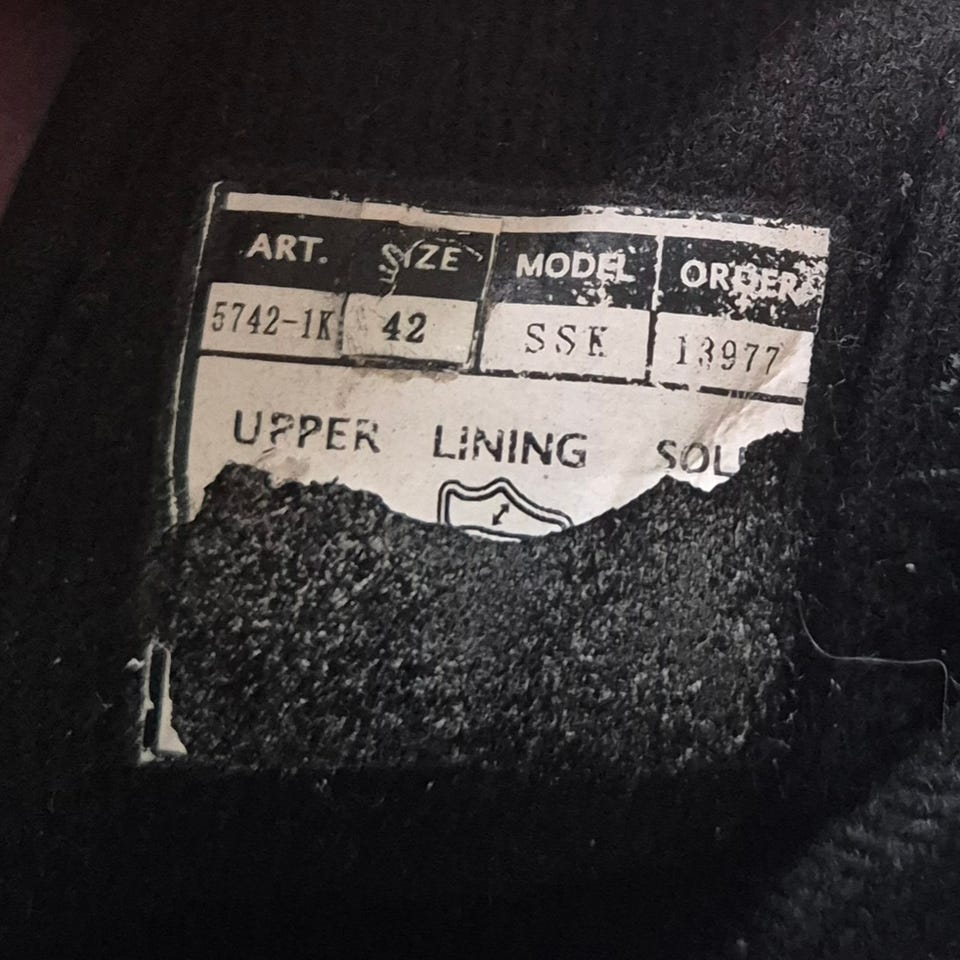 ART. SIZE MODEL ORDER
5742-1K 42 SSK 13977
UPPER LINING